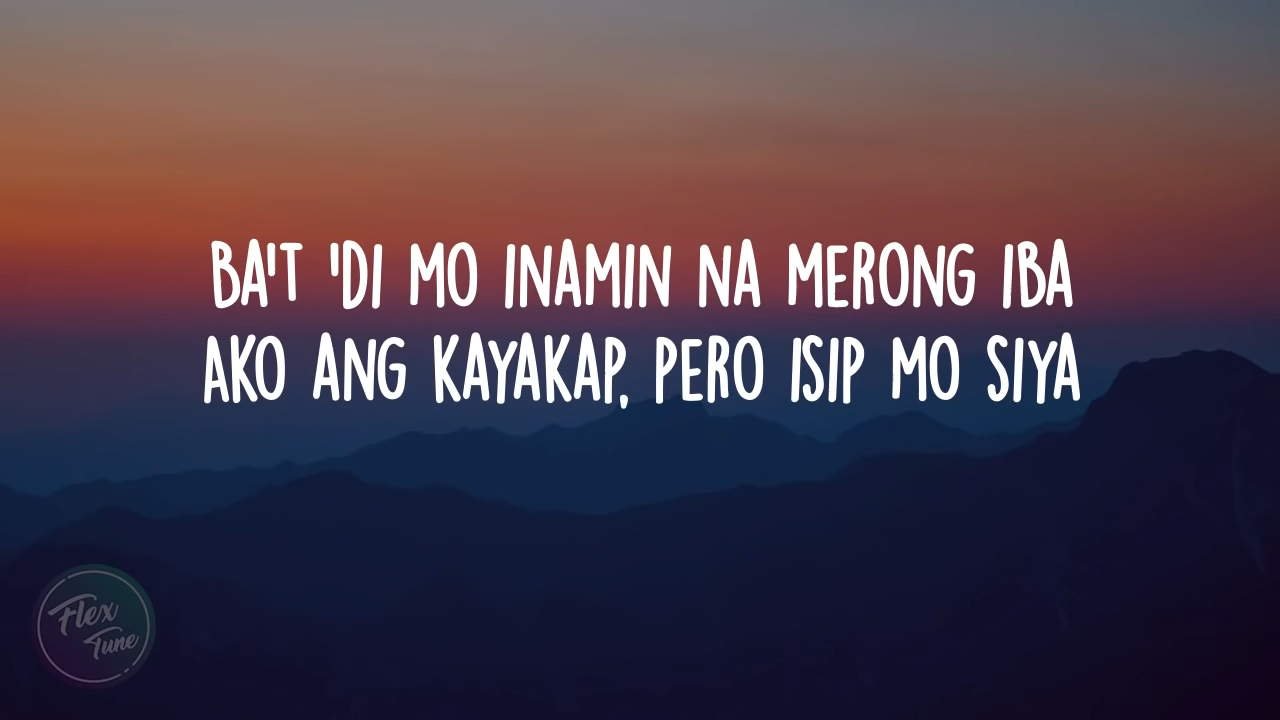 BA'T 'DI MO INAMIN NA MERONG IBA
AKO ANG KAYAKAP, PERO ISIP MO SIYA
Flex
Tune